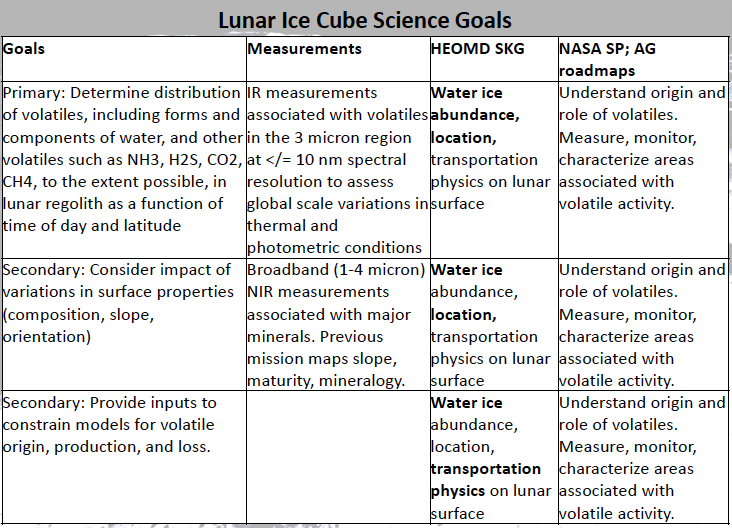 Lunar Ice Cube Science Goals
Goals
Measurements
HEOMD SKG
NASA SP; AG
roadmaps
Primary: Determine distribution
of volatiles, including forms and
components of water, and other
volatiles such as NH3, H2S, CO2,
CH4, to the extent possible, in
lunar regolith as a function of
time of day and latitude
IR measurements
associated with volatiles
in the 3 micron region
at </= 10 nm spectral
resolution to assess
global scale variations in
thermal and
photometric conditions
Water ice
abundance,
location,
transportation
physics on lunar
surface
Understand origin and
role of volatiles.
Measure, monitor,
characterize areas
associated with
volatile activity.
Secondary: Consider impact of
variations in surface properties
(composition, slope,
orientation)
Broadband (1-4 micron)
NIR measurements
associated with major
minerals. Previous
mission maps slope,
maturity, mineralogy.
Water ice
abundance,
location,
transportation
physics on lunar
surface
Understand origin and
role of volatiles.
Measure, monitor,
characterize areas
associated with
volatile activity.
Secondary: Provide inputs to
constrain models for volatile
origin, production, and loss.
Water ice
abundance,
location,
transportation
physics on lunar
surface
Understand origin and
role of volatiles.
Measure, monitor,
characterize areas
associated with
volatile activity.